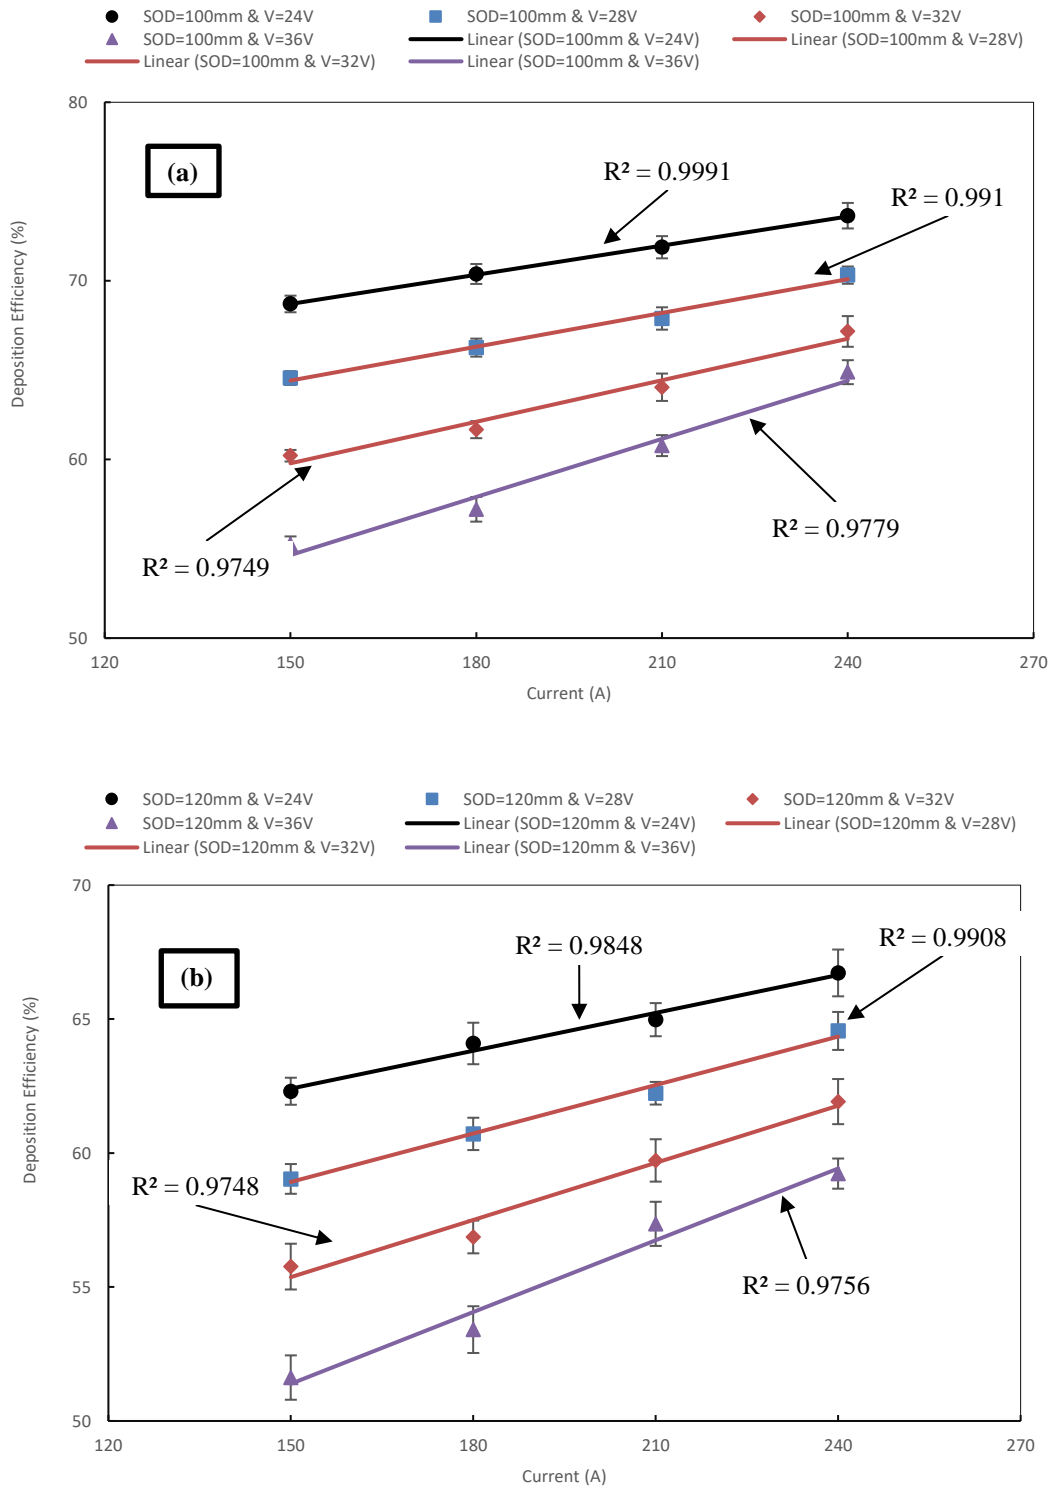 SOD=100mm & V=24V SOD=100mm & V=28V SOD=100mm & V=32V
SOD=100mm & V=36V Linear (SOD=100mm & V=24V) Linear (SOD=100mm & V=28V)
Linear (SOD=100mm & V=32V) Linear (SOD=100mm & V=36V)
80
(a)
R² = 0.9991
R² = 0.991
70
Deposition Efficiency (%)
60
R² = 0.9779
R² = 0.9749
50
120 150 180 210 240 270
Current (A)
SOD=120mm & V=24V SOD=120mm & V=28V SOD=120mm & V=32V
SOD=120mm & V=36V Linear (SOD=120mm & V=24V) Linear (SOD=120mm & V=28V)
Linear (SOD=120mm & V=32V) Linear (SOD=120mm & V=36V)
70
R² = 0.9848
R² = 0.9908
(b)
65
Deposition Efficiency (%)
60
R² = 0.9748
55
R² = 0.9756
50
120 150 180 210 240 270
Current (A)